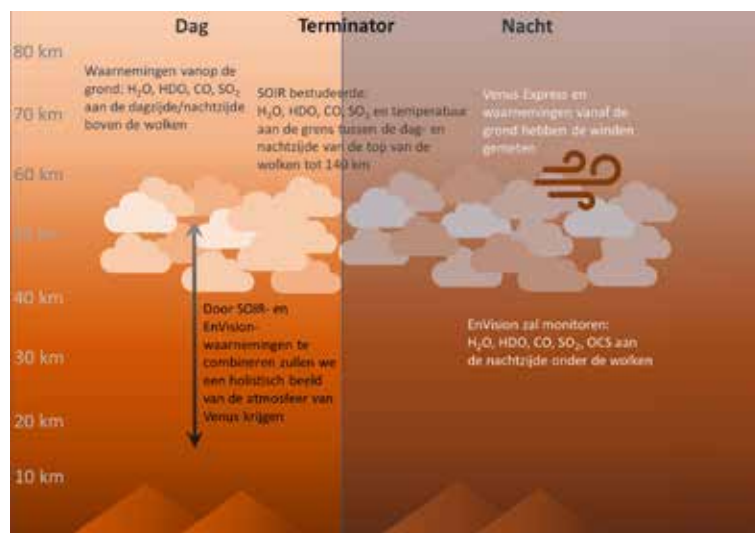 Dag
Terminator
Nacht
80 km
Waarnemingen vanop de
grond: H₂O, HDO, CO, SO₂
aan de dagzijde/nachtzijde
boven de wolken
SOIR bestudeerde:
H₂O, HDO, CO, SO₂ en temperatuur
aan de grens tussen de dag- en
nachtzijde van de top van de
wolken tot 140 km
Venus Express en
waarnemingen vanaf de
grond hebben de winden
gemeten
70 km
60 km
40 km
Door SOIR- en
EnVision-
waarnemingen te
combineren zullen we
een holistisch beeld
van de atmosfeer van
Venus krijgen
EnVision zal monitoren:
H₂O, HDO, CO, SO₂, OCS aan
de nachtzijde onder de wolken
30 km
20 km
10 km